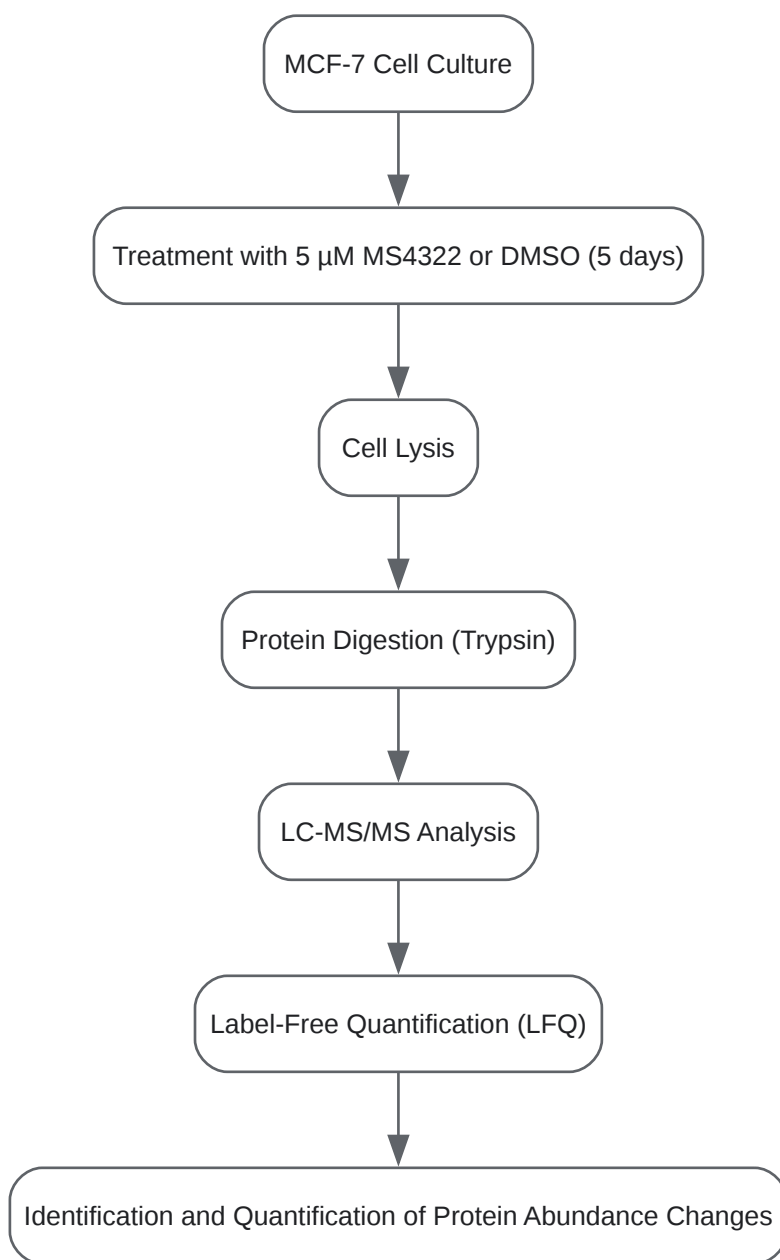 MCF-7 Cell Culture
Treatment with 5 µM MS4322 or DMSO (5 days)
Cell Lysis
Protein Digestion (Trypsin)
LC-MS/MS Analysis
Label-Free Quantification (LFQ)
Identification and Quantification of Protein Abundance Changes